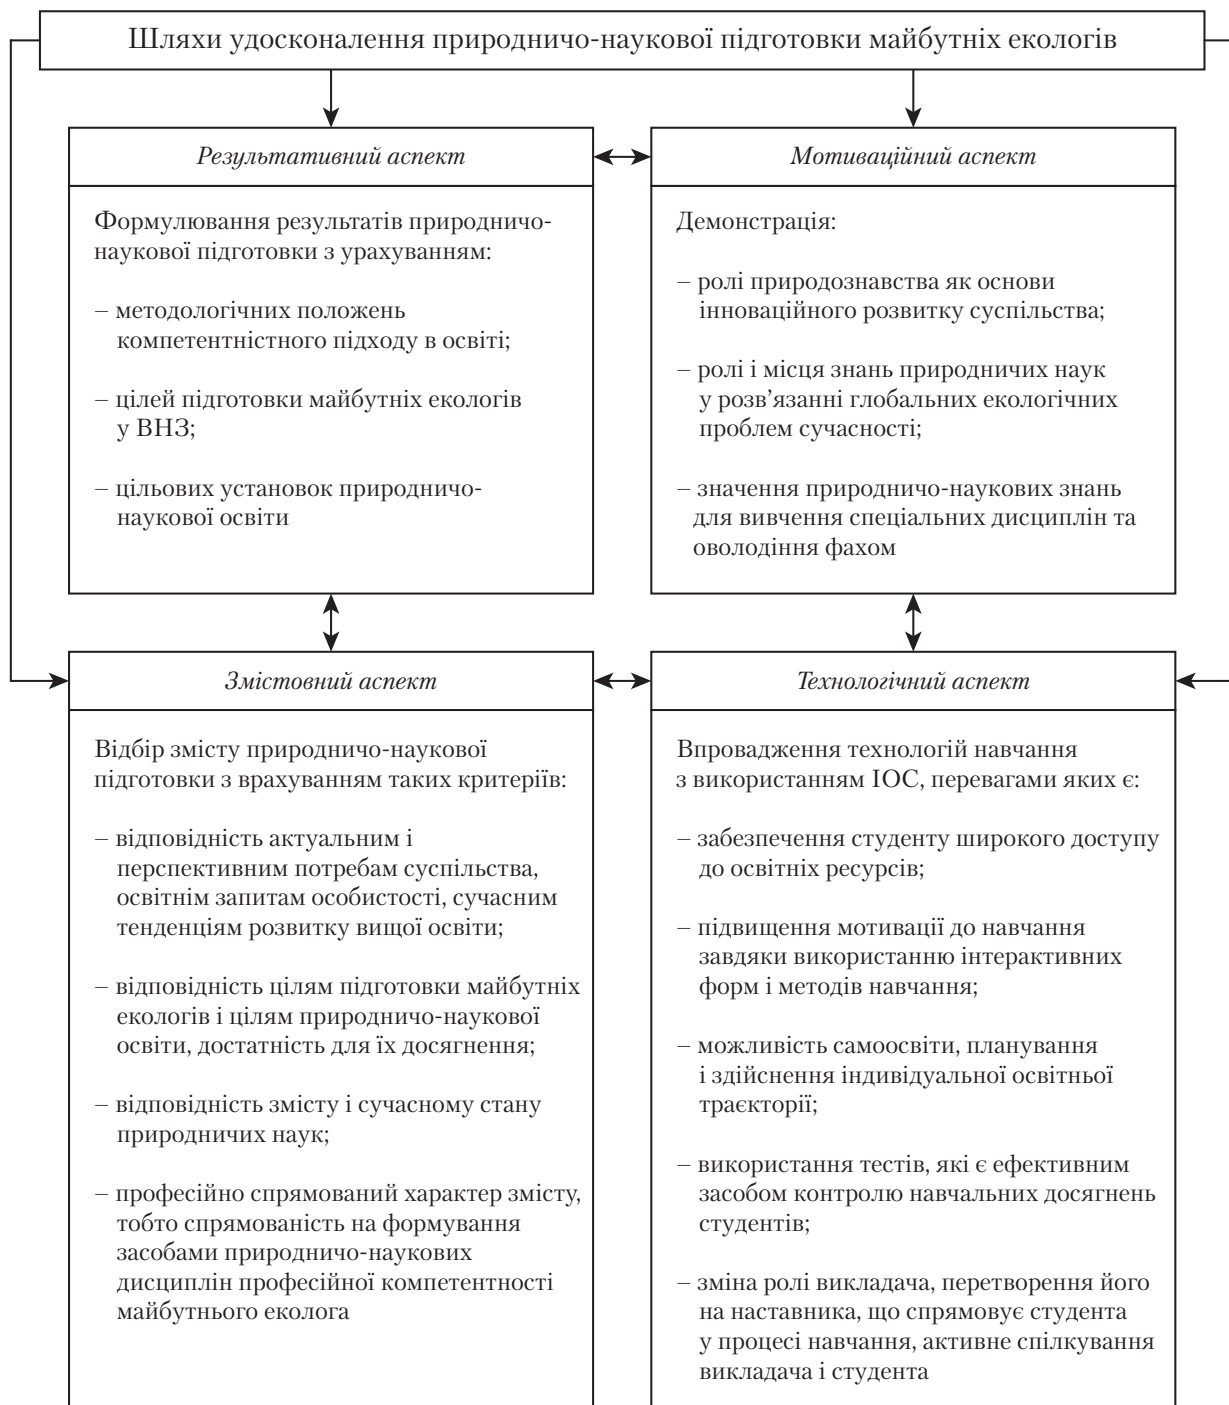 Шляхи удосконалення природничо-наукової підготовки майбутніх екологів
Результативний аспект
Формулювання результатів природничо-
наукової підготовки з урахуванням:
– методологічних положень
компетентністного підходу в освіті;
– цілей підготовки майбутніх екологів
у ВНЗ;
– цільових установок природничо-
наукової освіти
Мотиваційний аспект
Демонстрація:
– ролі природознавства як основи
інноваційного розвитку суспільства;
– ролі і місця знань природничих наук
у розв’язанні глобальних екологічних
проблем сучасності;
– значення природничо-наукових знань
для вивчення спеціальних дисциплін та
оволодіння фахом
Змістовний аспект
Відбір змісту природничо-наукової
підготовки з врахуванням таких критеріїв:
– відповідність актуальним і
перспективним потребам суспільства,
освітнім запитам особистості, сучасним
тенденціям розвитку вищої освіти;
– відповідність цілям підготовки майбутніх
екологів і цілям природничо-наукової
освіти, достатність для їх досягнення;
– відповідність змісту і сучасному стану
природничих наук;
– професійно спрямований характер змісту,
тобто спрямованість на формування
засобами природничо-наукових
дисциплін професійної компетентності
майбутнього еколога
Технологічний аспект
Впровадження технологій навчання
з використанням ІОС, перевагами яких є:
– забезпечення студенту широкого доступу
до освітніх ресурсів;
– підвищення мотивації до навчання
завдяки використанню інтерактивних
форм і методів навчання;
– можливість самоосвіти, планування
і здійснення індивідуальної освітньої
траєкторії;
– використання тестів, які є ефективним
засобом контролю навчальних досягнень
студентів;
– зміна ролі викладача, перетворення його
на наставника, що спрямовує студента
у процесі навчання, активне спілкування
викладача і студента